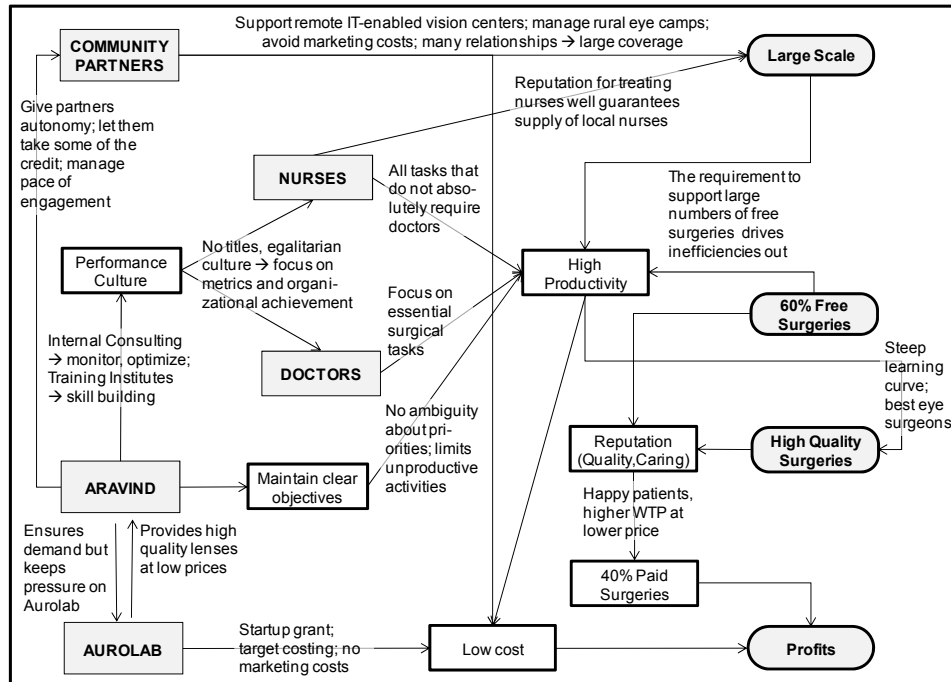 Support remote IT-enabled vision centers; manage rural eye camps;
avoid marketing costs; many relationships → large coverage
COMMUNITY
PARTNERS
Large Scale
Reputation for treating
nurses well guarantees
supply of local nurses
Give partners
autonomy; let them
take some of the
credit; manage
pace of
engagement
NURSES
All tasks that
do not abso-
lutely require
doctors
The requirement to
support large
numbers of free
surgeries drives
inefficiencies out
Performance
Culture
No titles, egalitarian
culture → focus on
metrics and organi-
zational achievement
High
Productivity
60% Free
Surgeries
Focus on
essential
surgical
tasks
Internal Consulting
→ monitor, optimize;
Training Institutes
→ skill building
DOCTORS
Steep
learning
curve;
best eye
surgeons
No ambiguity
about pri-
orities; limits
unproductive
activities
Reputation
(Quality,Caring)
High Quality
Surgeries
ARAVIND
Maintain clear
objectives
Happy patients,
higher WTP at
lower price
Ensures
demand but
keeps
pressure on
Aurolab
Provides high
quality lenses
at low prices
40% Paid
Surgeries
AUROLAB
Startup grant;
target costing; no
marketing costs
Low cost
Profits